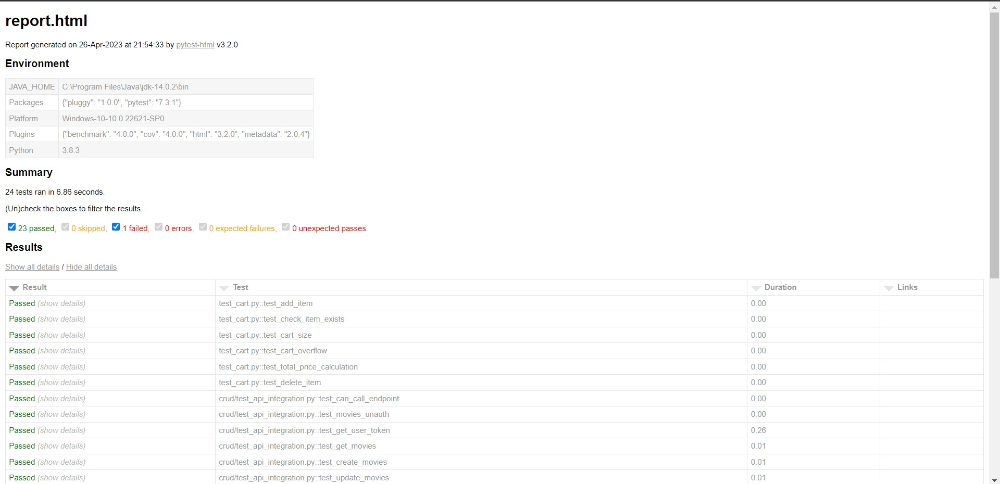 report.html
Report generated on 26-Apr-2023 at 21:54:33 by pytest-html v3.2.0
Environment
JAVA_HOME C:\Program Files\Java\jdk-14.0.2\bin
Packages {"pluggy": "1.0.0", "pytest": "7.3.1"}
Platform Windows-10-10.0.22621-SP0
Plugins {"benchmark": "4.0.0", "cov": "4.0.0", "html": "3.2.0", "metadata": "2.0.4"}
Python 3.8.3
Summary
24 tests ran in 6.86 seconds.
(Un)check the boxes to filter the results.
23 passed, 0 skipped, 1 failed, 0 errors, 0 expected failures, 0 unexpected passes
Results
Show all details / Hide all details
Result Test Duration Links
Passed (show details) test_cart.py::test_add_item 0.00
Passed (show details) test_cart.py::test_check_item_exists 0.00
Passed (show details) test_cart.py::test_cart_size 0.00
Passed (show details) test_cart.py::test_cart_overflow 0.00
Passed (show details) test_cart.py::test_total_price_calculation 0.00
Passed (show details) test_cart.py::test_delete_item 0.00
Passed (show details) crud/test_api_integration.py::test_can_call_endpoint 0.00
Passed (show details) crud/test_api_integration.py::test_movies_unauth 0.00
Passed (show details) crud/test_api_integration.py::test_get_user_token 0.26
Passed (show details) crud/test_api_integration.py::test_get_movies 0.01
Passed (show details) crud/test_api_integration.py::test_create_movies 0.01
Passed (show details) crud/test_api_integration.py::test_update_movies 0.01